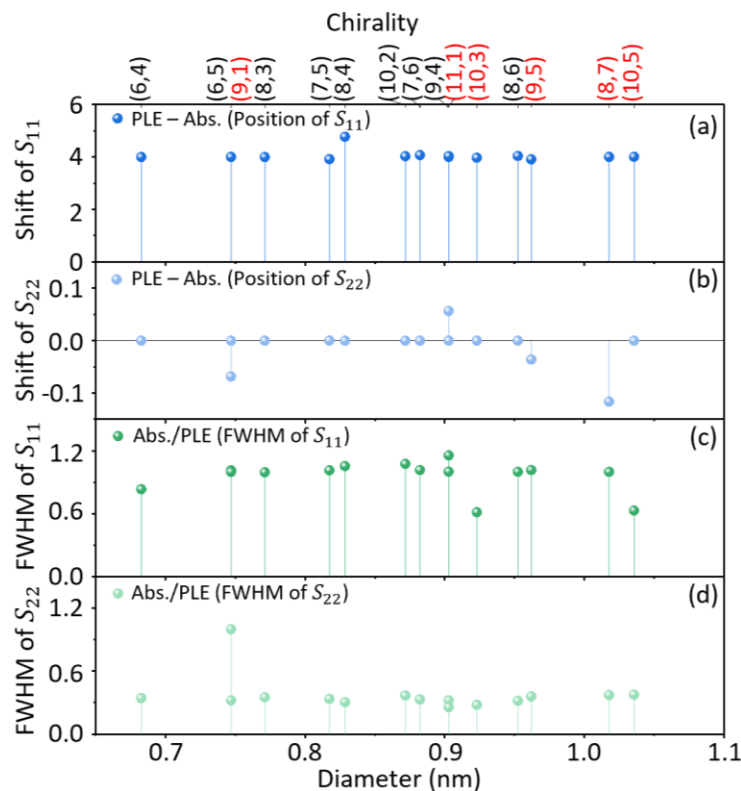 Chirality
(6,4) (6,5) (9,1) (8,3) (7,5) (8,4) (10,2) (7,6) (9,4) (11,1) (10,3) (8,6) (9,5) (8,7) (10,5)
6
PLE – Abs. (Position of S₁₁) (a)
4
2
0
Shift of S₁₁
PLE – Abs. (Position of S₂₂) (b)
0.1
0.0
-0.1
Shift of S₂₂
Abs./PLE (FWHM of S₁₁) (c)
1.2
0.6
0.0
FWHM of S₁₁
Abs./PLE (FWHM of S₂₂) (d)
1.2
0.6
0.0
FWHM of S₂₂
0.7 0.8 0.9 1.0 1.1
Diameter (nm)